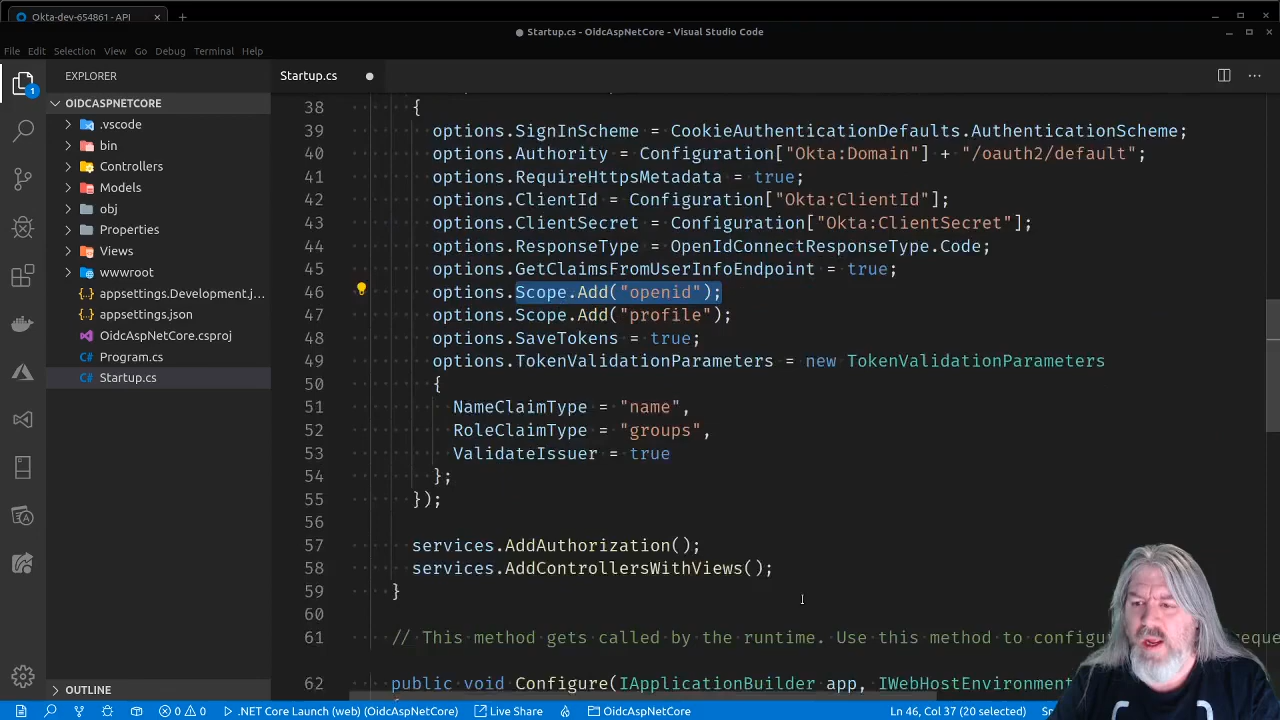 Okta-dev-654861 - API
Startup.cs - OidcAspNetCore - Visual Studio Code
File Edit Selection View Go Debug Terminal Help
EXPLORER
OIDCASPNETCORE
.vscode
bin
Controllers
Models
obj
Properties
Views
wwwroot
appsettings.Development.j...
appsettings.json
OidcAspNetCore.csproj
Program.cs
Startup.cs
OUTLINE
1
Startup.cs
38 {
39 options.SignInScheme = CookieAuthenticationDefaults.AuthenticationScheme;
40 options.Authority = Configuration["Okta:Domain"] + "/oauth2/default";
41 options.RequireHttpsMetadata = true;
42 options.ClientId = Configuration["Okta:ClientId"];
43 options.ClientSecret = Configuration["Okta:ClientSecret"];
44 options.ResponseType = OpenIdConnectResponseType.Code;
45 options.GetClaimsFromUserInfoEndpoint = true;
46 options.Scope.Add("openid");
47 options.Scope.Add("profile");
48 options.SaveTokens = true;
49 options.TokenValidationParameters = new TokenValidationParameters
50 {
51 NameClaimType = "name",
52 RoleClaimType = "groups",
53 ValidateIssuer = true
54 };
55 });
56
57 services.AddAuthorization();
58 services.AddControllersWithViews();
59 }
60
61 // This method gets called by the runtime. Use this method to configur
62 public void Configure(IApplicationBuilder app, IWebHostEnvironment
0 0 .NET Core Launch (web) (OidcAspNetCore) Live Share OidcAspNetCore Ln 46, Col 37 (20 selected)